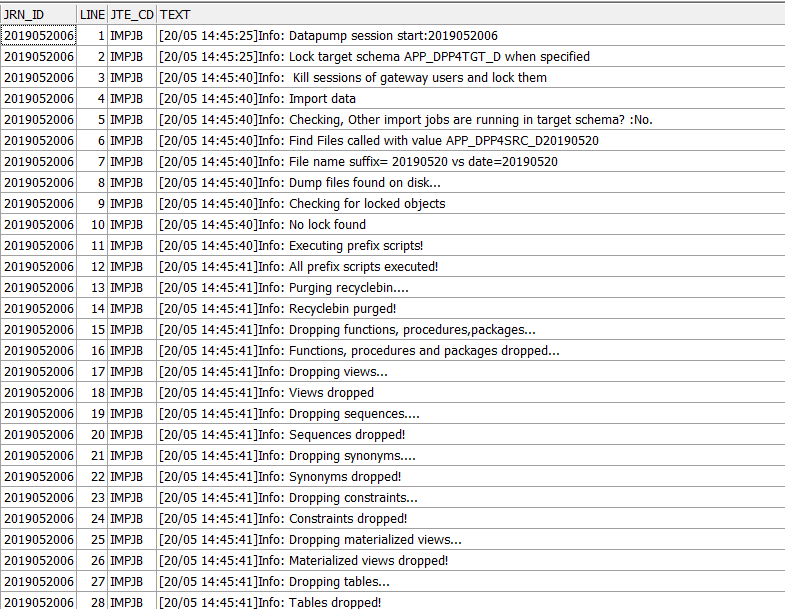 JRN_ID LINE JTE_CD TEXT
2019052006 1 IMPJB [20/05 14:45:25]Info: Datapump session start:2019052006
2019052006 2 IMPJB [20/05 14:45:25]Info: Lock target schema APP_DPP4TGT_D when specified
2019052006 3 IMPJB [20/05 14:45:40]Info:  Kill sessions of gateway users and lock them
2019052006 4 IMPJB [20/05 14:45:40]Info: Import data
2019052006 5 IMPJB [20/05 14:45:40]Info: Checking, Other import jobs are running in target schema? :No.
2019052006 6 IMPJB [20/05 14:45:40]Info: Find Files called with value APP_DPP4SRC_D20190520
2019052006 7 IMPJB [20/05 14:45:40]Info: File name suffix= 20190520 vs date=20190520
2019052006 8 IMPJB [20/05 14:45:40]Info: Dump files found on disk...
2019052006 9 IMPJB [20/05 14:45:40]Info: Checking for locked objects
2019052006 10 IMPJB [20/05 14:45:40]Info: No lock found
2019052006 11 IMPJB [20/05 14:45:40]Info: Executing prefix scripts!
2019052006 12 IMPJB [20/05 14:45:41]Info: All prefix scripts executed!
2019052006 13 IMPJB [20/05 14:45:41]Info: Purging recyclebin....
2019052006 14 IMPJB [20/05 14:45:41]Info: Recyclebin purged!
2019052006 15 IMPJB [20/05 14:45:41]Info: Dropping functions, procedures,packages...
2019052006 16 IMPJB [20/05 14:45:41]Info: Functions, procedures and packages dropped...
2019052006 17 IMPJB [20/05 14:45:41]Info: Dropping views...
2019052006 18 IMPJB [20/05 14:45:41]Info: Views dropped
2019052006 19 IMPJB [20/05 14:45:41]Info: Dropping sequences....
2019052006 20 IMPJB [20/05 14:45:41]Info: Sequences dropped!
2019052006 21 IMPJB [20/05 14:45:41]Info: Dropping synonyms....
2019052006 22 IMPJB [20/05 14:45:41]Info: Synonyms dropped!
2019052006 23 IMPJB [20/05 14:45:41]Info: Dropping constraints...
2019052006 24 IMPJB [20/05 14:45:41]Info: Constraints dropped!
2019052006 25 IMPJB [20/05 14:45:41]Info: Dropping materialized views...
2019052006 26 IMPJB [20/05 14:45:41]Info: Materialized views dropped!
2019052006 27 IMPJB [20/05 14:45:41]Info: Dropping tables...
2019052006 28 IMPJB [20/05 14:45:41]Info: Tables dropped!